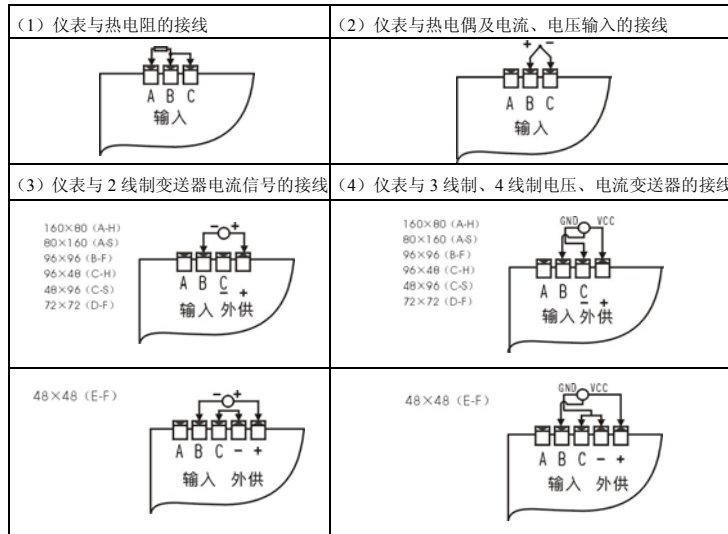 （1）仪表与热电阻的接线
（2）仪表与热电偶及电流、电压输入的接线
A B C
输入
+ -
A B C
输入
（3）仪表与 2 线制变送器电流信号的接线
（4）仪表与 3 线制、4 线制电压、电流变送器的接线
160×80（A-H）
80×160（A-S）
96×96（B-F）
96×48（C-H）
48×96（C-S）
72×72（D-F）
- +
A B C +
-
输入 外供
160×80（A-H）
80×160（A-S）
96×96（B-F）
96×48（C-H）
48×96（C-S）
72×72（D-F）
GND VCC
A B C +
-
输入 外供
48×48（E-F）
- +
A B C - +
输入 外供
48×48（E-F）
GND VCC
A B C - +
输入 外供